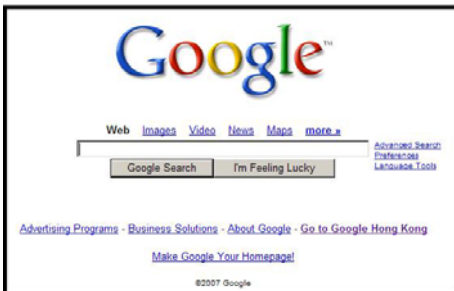 Google™
Web Images Video News Maps more »
Advanced Search
Preferences
Language Tools
Google Search I'm Feeling Lucky
Advertising Programs - Business Solutions - About Google - Go to Google Hong Kong
Make Google Your Homepage!
©2007 Google